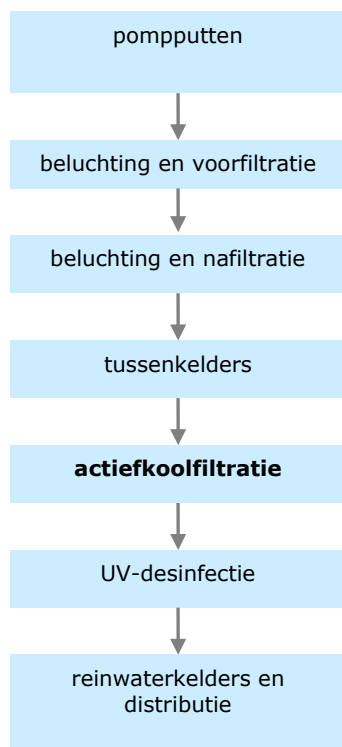 pompputten
beluchting en voorfiltratie
beluchting en nafiltratie
tussenkelders
actiefkoolfiltratie
UV-desinfectie
reinwaterkelders en
distributie